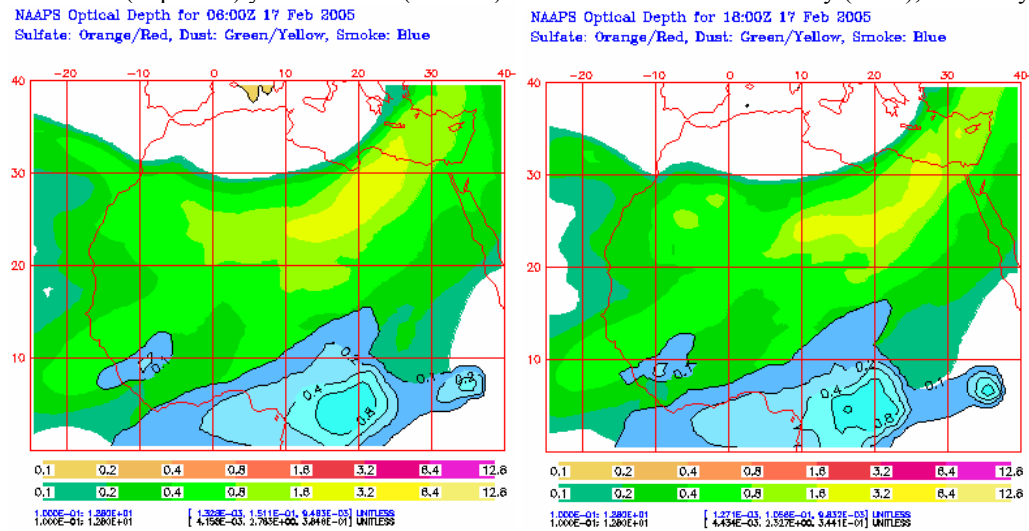 NAAPS Optical Depth for 06:00Z 17 Feb 2005
Sulfate: Orange/Red, Dust: Green/Yellow, Smoke: Blue
-20 -10 0 10 20 30 40
40
30
20
10
0.2 0.1 0.2 0.4 0.8 0.1 0.2
0.1 0.2 0.4 0.8 1.6 3.2 6.4 12.8
0.1 0.2 0.4 0.8 1.6 3.2 6.4 12.8
1.000E-01: 1.280E+01 [ 1.328E-03, 1.511E-01, 9.483E-03] UNITLESS
1.000E-01: 1.280E+01 [ 4.158E-03, 2.763E+00, 3.848E-01] UNITLESS
NAAPS Optical Depth for 18:00Z 17 Feb 2005
Sulfate: Orange/Red, Dust: Green/Yellow, Smoke: Blue
-20 -10 0 10 20 30 40
40
30
20
10
0.1 0.2 0.4 0.8 0.1
0.1 0.2 0.4 0.8 1.6 3.2 6.4 12.8
0.1 0.2 0.4 0.8 1.6 3.2 6.4 12.8
1.000E-01: 1.280E+01 [ 1.271E-03, 1.058E-01, 9.832E-03] UNITLESS
1.000E-01: 1.280E+01 [ 4.434E-03, 2.327E+00, 3.441E-01] UNITLESS